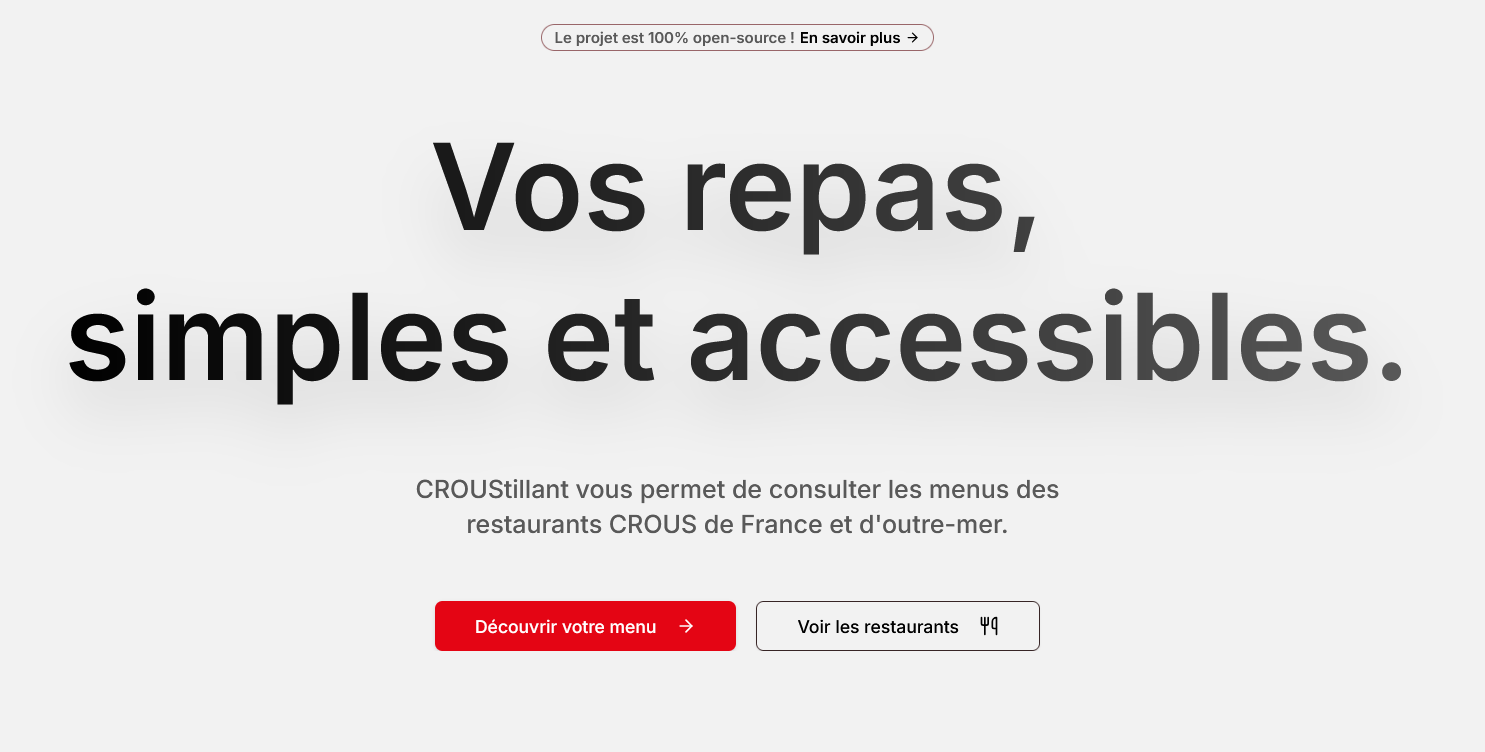 Le projet est 100% open-source ! En savoir plus →
Vos repas,
simples et accessibles.
CROUStillant vous permet de consulter les menus des
restaurants CROUS de France et d'outre-mer.
Découvrir votre menu →
Voir les restaurants